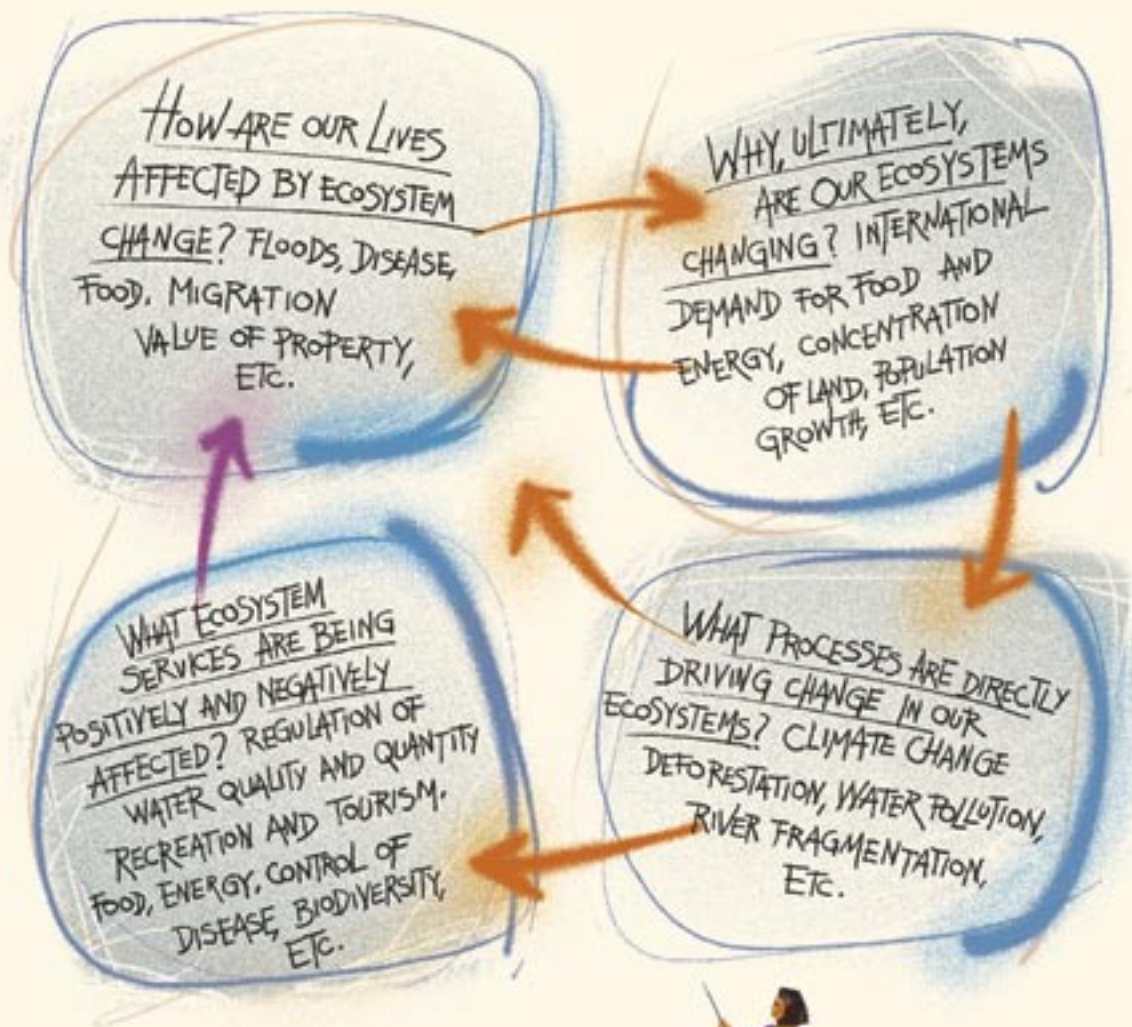 HOW ARE OUR LIVES
AFFECTED BY ECOSYSTEM
CHANGE? FLOODS, DISEASE,
FOOD, MIGRATION
VALUE OF PROPERTY,
ETC.
WHY, ULTIMATELY,
ARE OUR ECOSYSTEMS
CHANGING? INTERNATIONAL
DEMAND FOR FOOD AND
ENERGY, CONCENTRATION
OF LAND, POPULATION
GROWTH, ETC.
WHAT ECOSYSTEM
SERVICES ARE BEING
POSITIVELY AND NEGATIVELY
AFFECTED? REGULATION OF
WATER QUALITY AND QUANTITY
RECREATION AND TOURISM.
FOOD, ENERGY, CONTROL OF
DISEASE, BIODIVERSITY,
ETC.
WHAT PROCESSES ARE DIRECTLY
DRIVING CHANGE IN OUR
ECOSYSTEMS? CLIMATE CHANGE
DEFORESTATION, WATER POLLUTION,
RIVER FRAGMENTATION,
ETC.